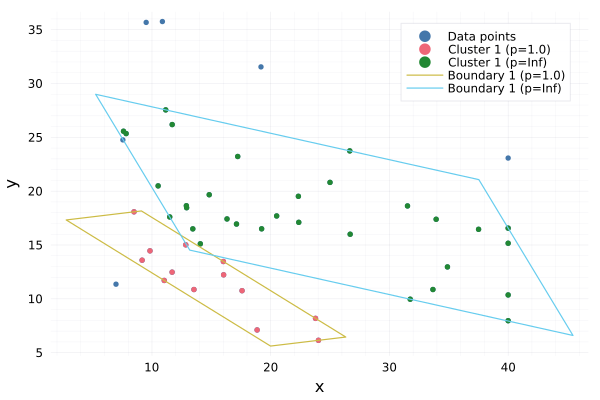 35
30
25
20
15
10
5
y
10
20
30
40
x
Data points
Cluster 1 (p=1.0)
Cluster 1 (p=Inf)
Boundary 1 (p=1.0)
Boundary 1 (p=Inf)